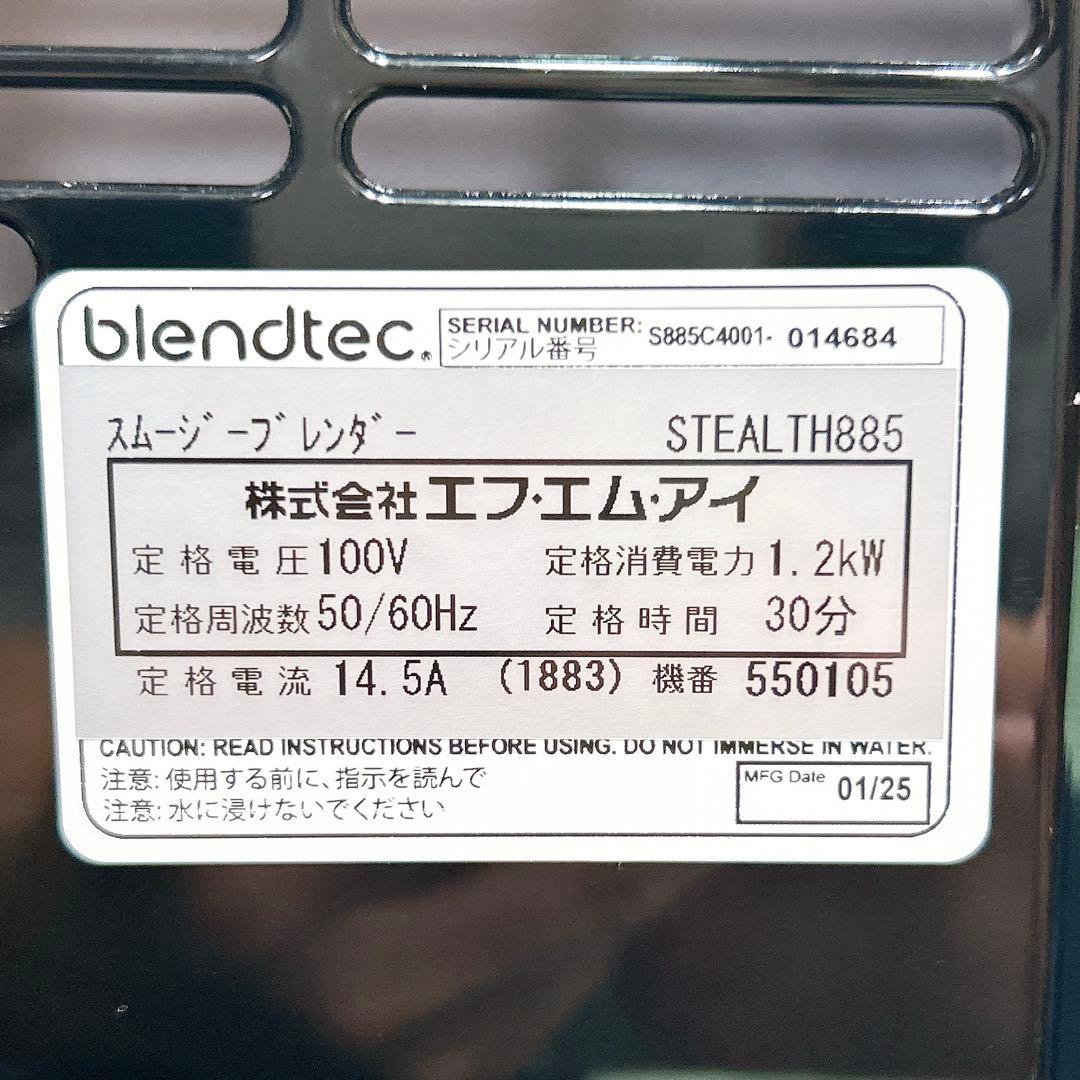 blendtec®
SERIAL NUMBER: S885C4001- 014684
シリアル番号
スムージーブレンダー STEALTH885
株式会社エフ・エム・アイ
定格電圧 100V 定格消費電力 1.2kW
定格周波数 50/60Hz 定格時間 30分
定格電流 14.5A (1883) 機番 550105
CAUTION: READ INSTRUCTIONS BEFORE USING. DO NOT IMMERSE IN WATER.
注意: 使用する前に、指示を読んで
注意: 水に浸けないでください
MFG Date 01/25